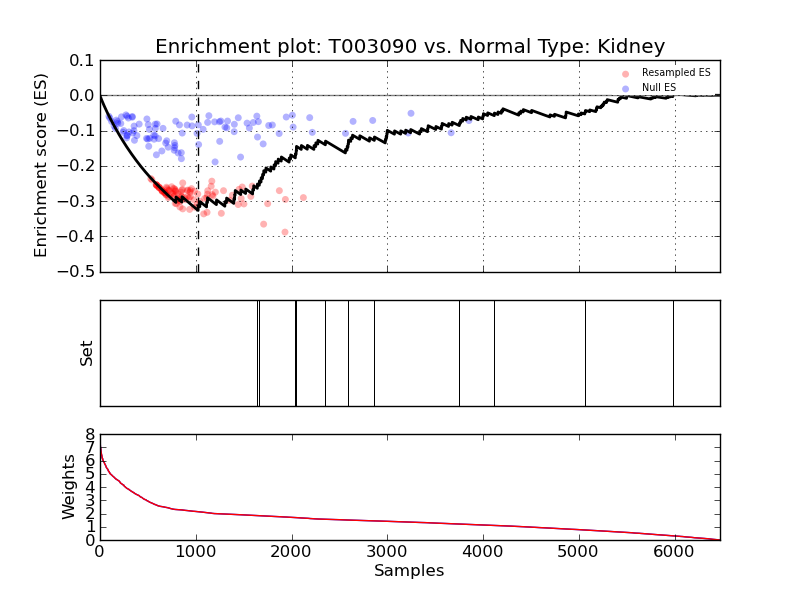 Enrichment plot: T003090 vs. Normal Type: Kidney
Enrichment score (ES)
0.1
0.0
−0.1
−0.2
−0.3
−0.4
−0.5
Resampled ES
Null ES
Set
Weights
8
7
6
5
4
3
2
1
0
0 1000 2000 3000 4000 5000 6000
Samples